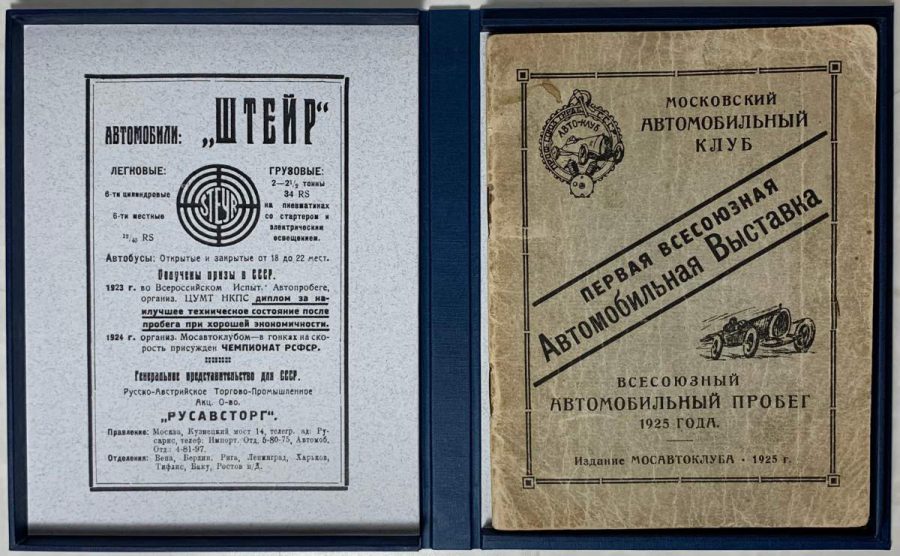 АВТОМОБИЛИ: „ШТЕЙР“
ЛЕГКОВЫЕ:
6-ти цилиндровые
6-ти местные
RS
STEYR
ГРУЗОВЫЕ:
2—2½ тонны
34 RS
на пневматиках
со стартером и
электрическим
освещением.
Автобусы: Открытые и закрытые от 18 до 22 мест.
Получены призы в СССР.
1923 г. во Всероссийском Испыт. Автопробеге,
организ. ЦУМТ НКПС диплом за на-
илучшее техническое состояние после
пробега при хорошей экономичности.
1924 г. организ. Мосавтоклубом—в гонках на ско-
рость присужден ЧЕМПИОНАТ РСФСР.
Генеральное представительство для СССР.
Русско-Австрийское Торгово-Промышленное
Акц. О-во.
„РУСАВСТОРГ“.
Правление: Москва, Кузнецкий мост 14, телегр. ад: Ру-
сарис, телеф: Импорт. Отд. 6-80-75, Автомоб.
Отд.: 4-81-97.
Отделения: Вена, Берлин, Рига, Ленинград, Харьков,
Тифлис, Баку, Ростов н/Д.
АВТО-КЛУБ
МОСКОВСКИЙ
АВТОМОБИЛЬНЫЙ
КЛУБ
ПЕРВАЯ ВСЕСОЮЗНАЯ
Автомобильная Выставка
ВСЕСОЮЗНЫЙ
АВТОМОБИЛЬНЫЙ ПРОБЕГ
1925 ГОДА.
Издание МОСАВТОКЛУБА • 1925 г.